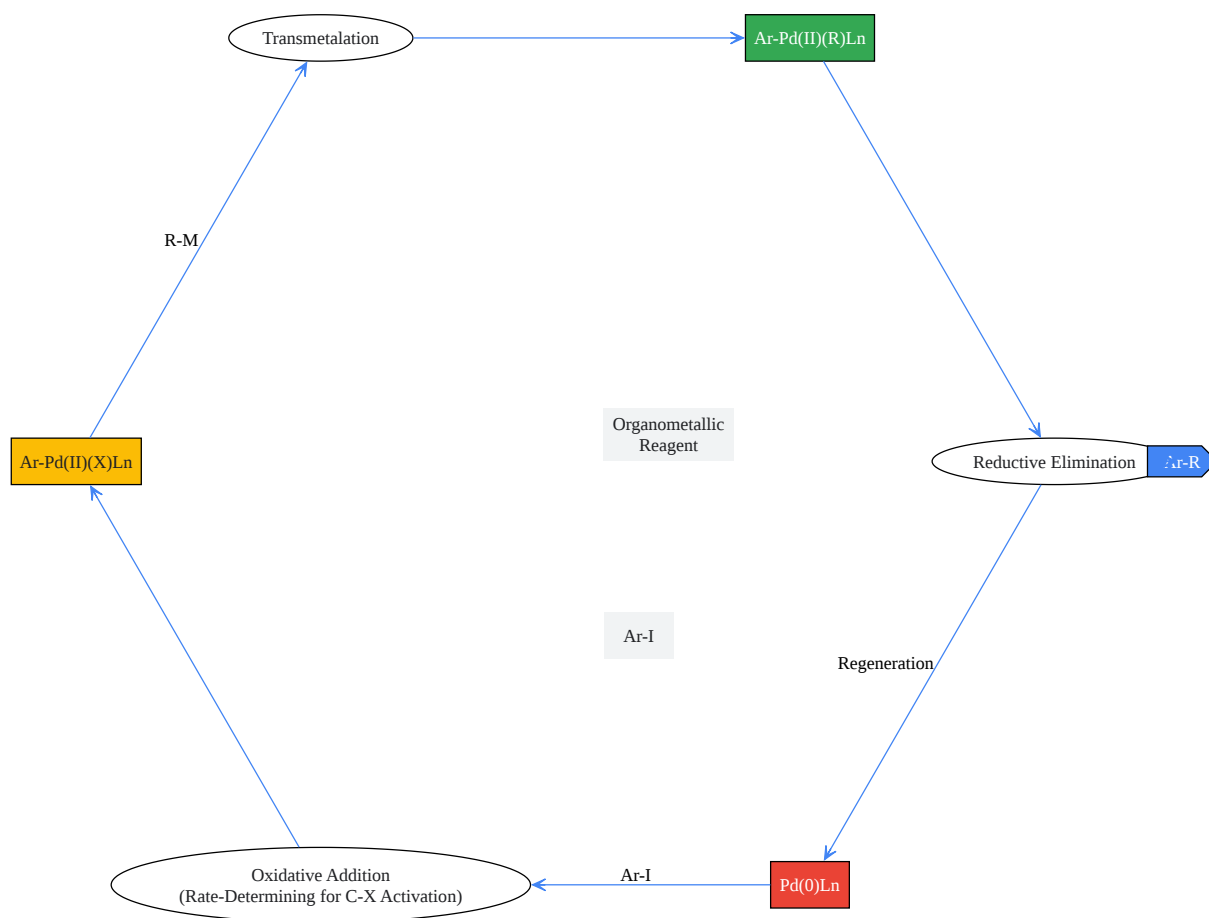 Transmetalation
Ar-Pd(II)(R)Ln
R-M
Organometallic
Reagent
Ar-Pd(II)(X)Ln
Reductive Elimination
Ar-R
Ar-I
Regeneration
Oxidative Addition
(Rate-Determining for C-X Activation)
Ar-I
Pd(0)Ln